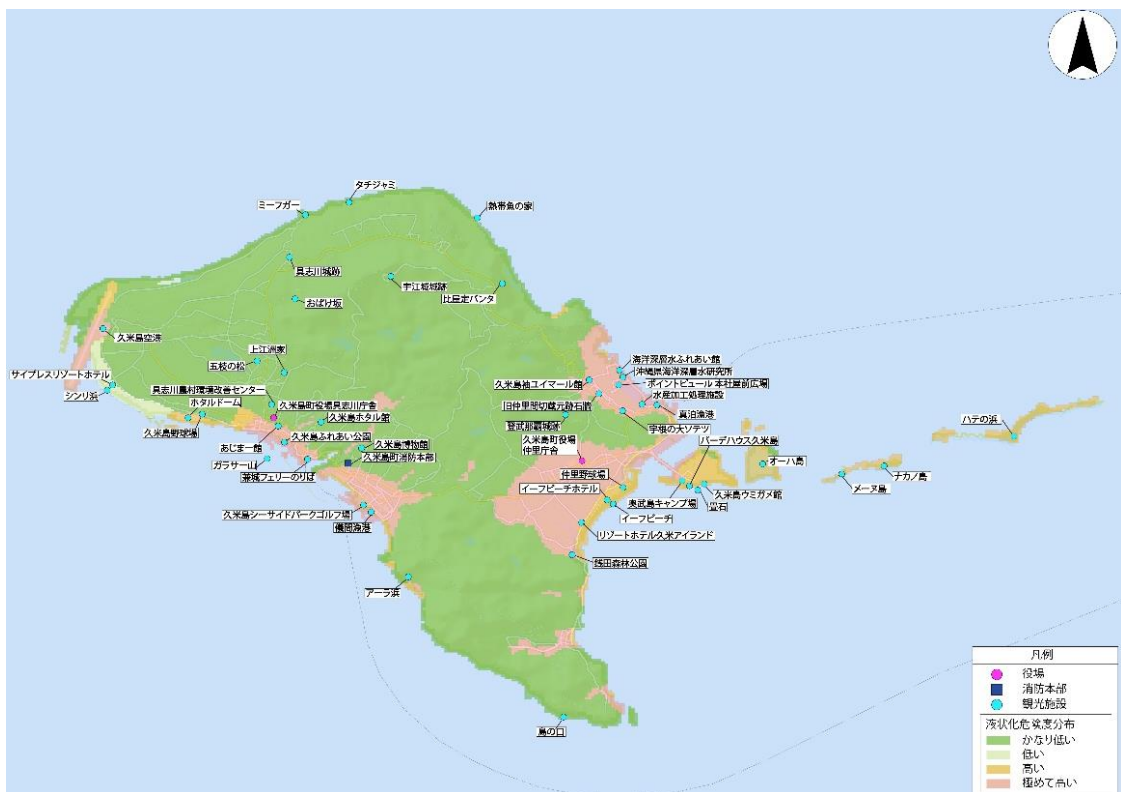 タチジャミ
ミーフガー
熱帯魚の家
具志川城跡
宇江城城跡
比屋定バンタ
おばけ坂
久米島空港
上江洲家
五枝の松
サイプレスリゾートホテル
シンリ浜
具志川農村環境改善センター
ホタルドーム
久米島町役場具志川庁舎
久米島ホタル館
久米島野球場
あじまー館
久米島ふれあい公園
久米島博物館
ガラサー山
久米島町消防本部
兼城フェリーのりば
久米島シーサイドパークゴルフ場
儀間漁港
アーラ浜
島の口
海洋深層水ふれあい館
沖縄県海洋深層水研究所
久米島紬ユイマール館
ポイントピュール 本社屋前広場
水産加工処理施設
旧仲里間切蔵元跡石牆
真泊漁港
登武那覇城跡
宇根の大ソテツ
久米島町役場
仲里庁舎
バーデハウス久米島
仲里野球場
イーフビーチホテル
奥武島キャンプ場
久米島ウミガメ館
畳石
イーフビーチ
リゾートホテル久米アイランド
銭田森林公園
オーハ島
ハテの浜
ナカノ島
メーヌ島
凡例
役場
消防本部
観光施設
液状化危険度分布
かなり低い
低い
高い
極めて高い